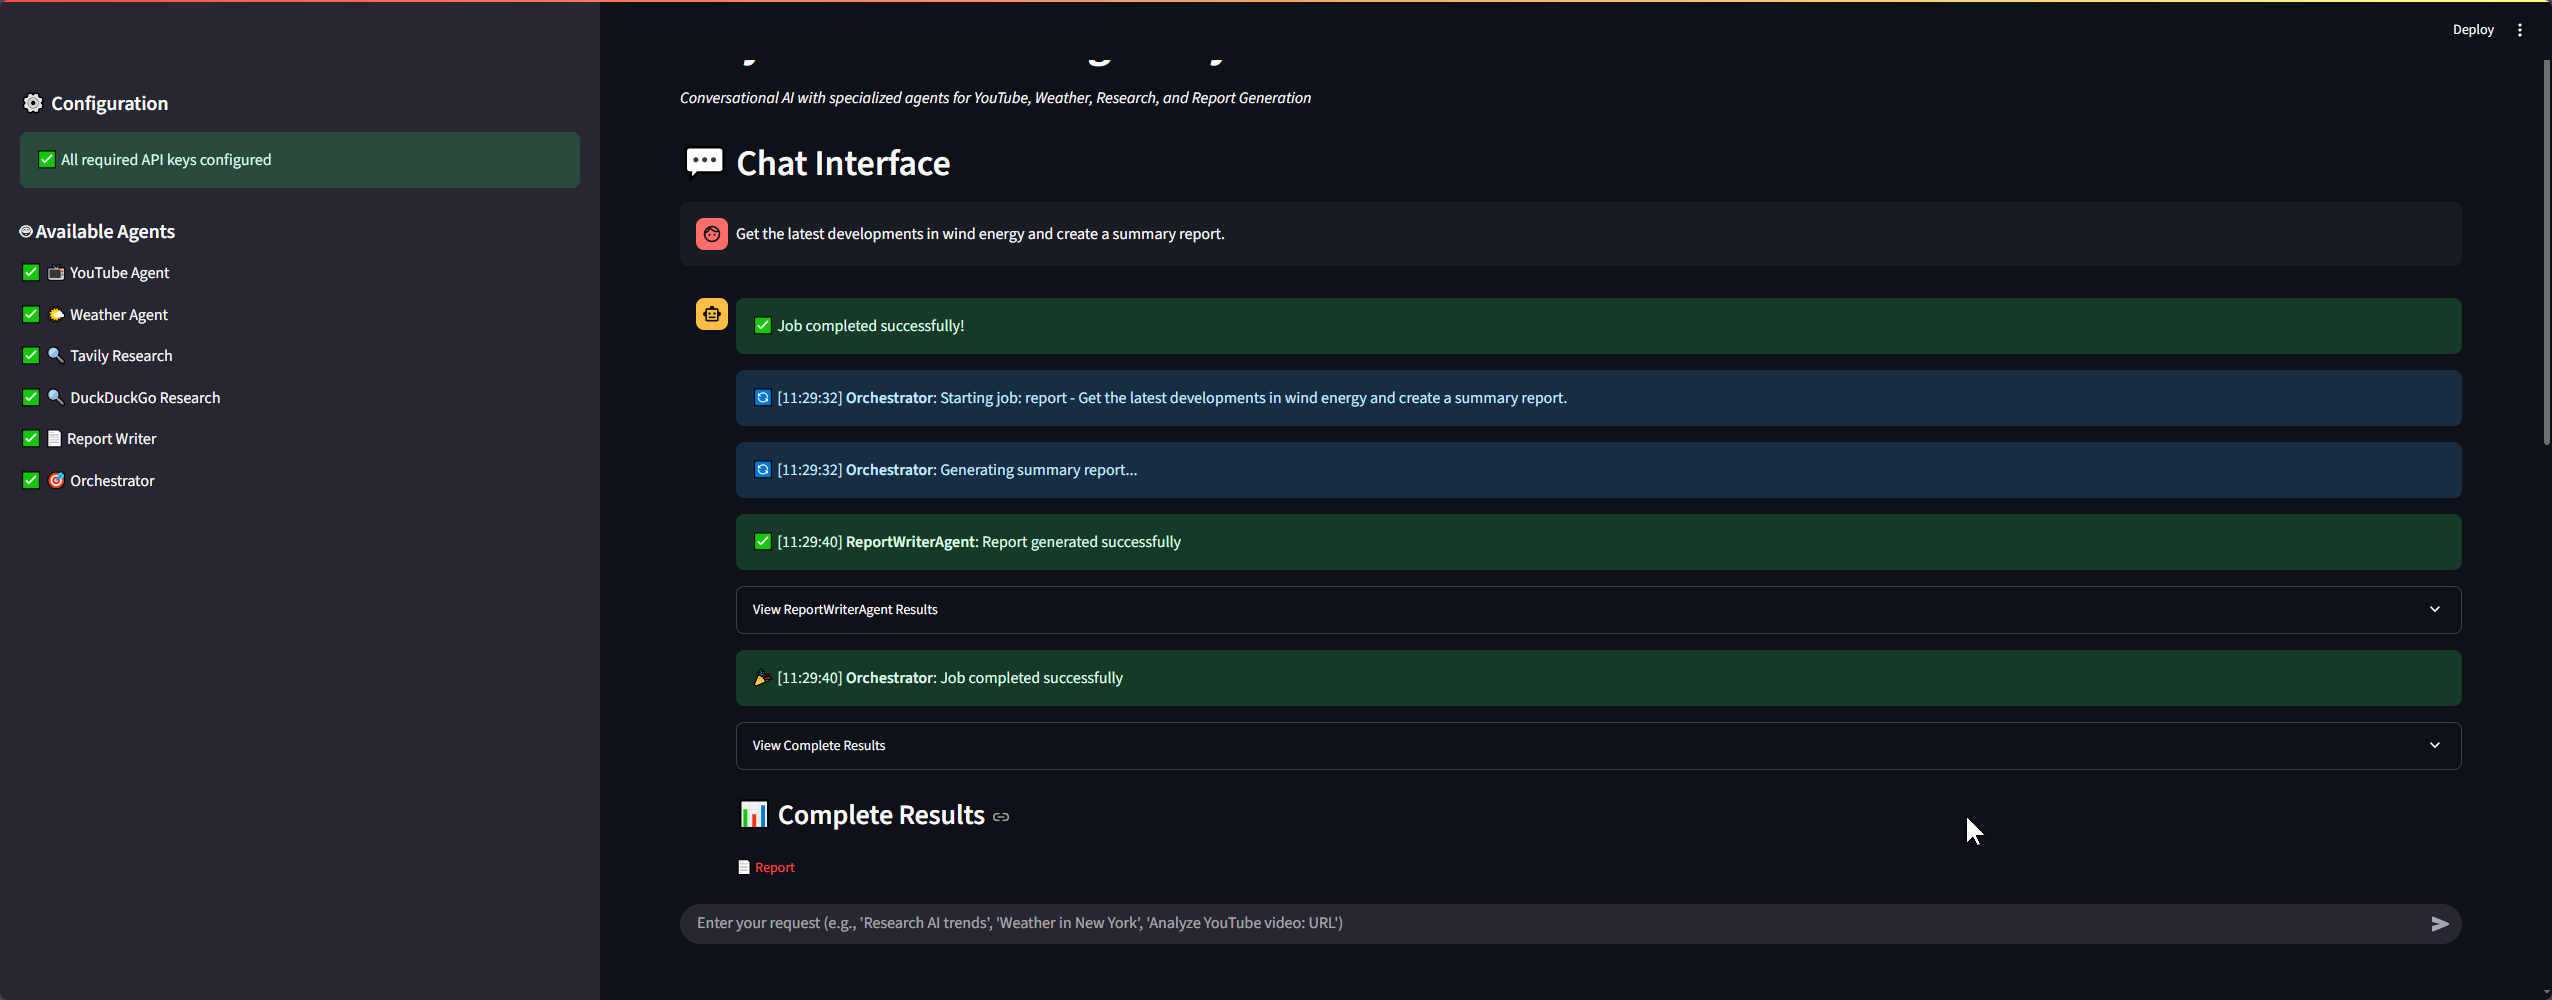 Deploy
Configuration
All required API keys configured
Available Agents
YouTube Agent
Weather Agent
Tavily Research
DuckDuckGo Research
Report Writer
Orchestrator
Conversational AI with specialized agents for YouTube, Weather, Research, and Report Generation
Chat Interface
Get the latest developments in wind energy and create a summary report.
Job completed successfully!
[11:29:32] Orchestrator: Starting job: report - Get the latest developments in wind energy and create a summary report.
[11:29:32] Orchestrator: Generating summary report...
[11:29:40] ReportWriterAgent: Report generated successfully
View ReportWriterAgent Results
[11:29:40] Orchestrator: Job completed successfully
View Complete Results
Complete Results
Report
Enter your request (e.g., 'Research AI trends', 'Weather in New York', 'Analyze YouTube video: URL')